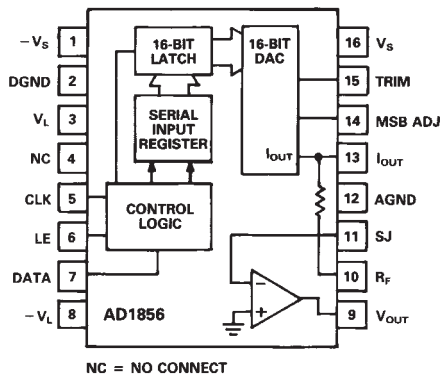 −VS 1
DGND 2
VL 3
NC 4
CLK 5
LE 6
DATA 7
−VL 8
16-BIT
LATCH
16-BIT
DAC
SERIAL
INPUT
REGISTER
CONTROL
LOGIC
IOUT
−
+
AD1856
16 VS
15 TRIM
14 MSB ADJ
13 IOUT
12 AGND
11 SJ
10 RF
9 VOUT
NC = NO CONNECT